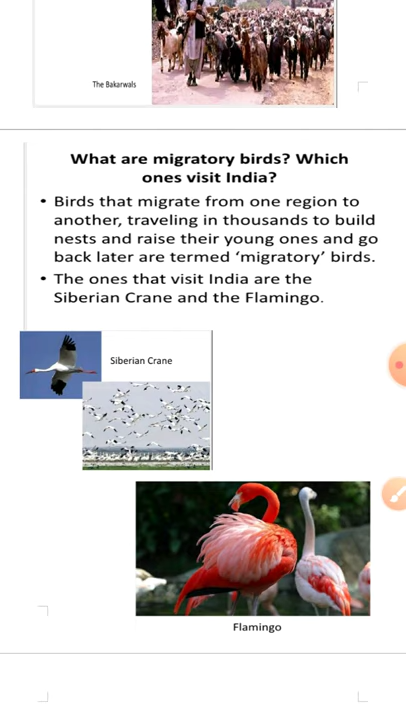 The Bakarwals
What are migratory birds? Which
ones visit India?
• Birds that migrate from one region to
another, traveling in thousands to build
nests and raise their young ones and go
back later are termed ‘migratory’ birds.
• The ones that visit India are the
Siberian Crane and the Flamingo.
Siberian Crane
Flamingo